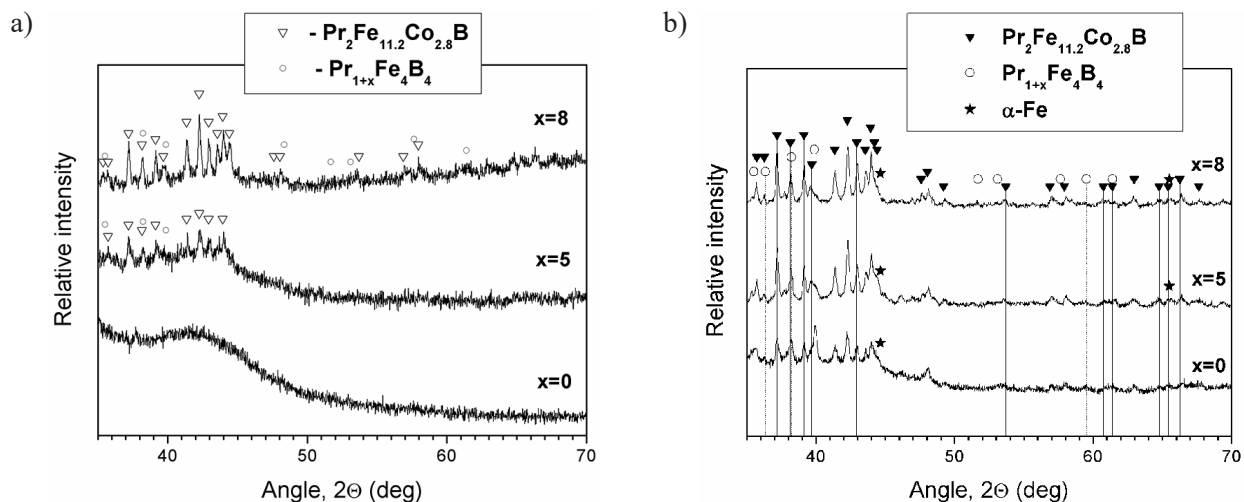 a)
- Pr2Fe11.2Co2.8B
- Pr1+xFe4B4
x=8
x=5
x=0
Relative intensity
40 50 60 70
Angle, 2Θ (deg)
b)
Pr2Fe11.2Co2.8B
Pr1+xFe4B4
α-Fe
x=8
x=5
x=0
Relative intensity
40 50 60 70
Angle, 2Θ (deg)